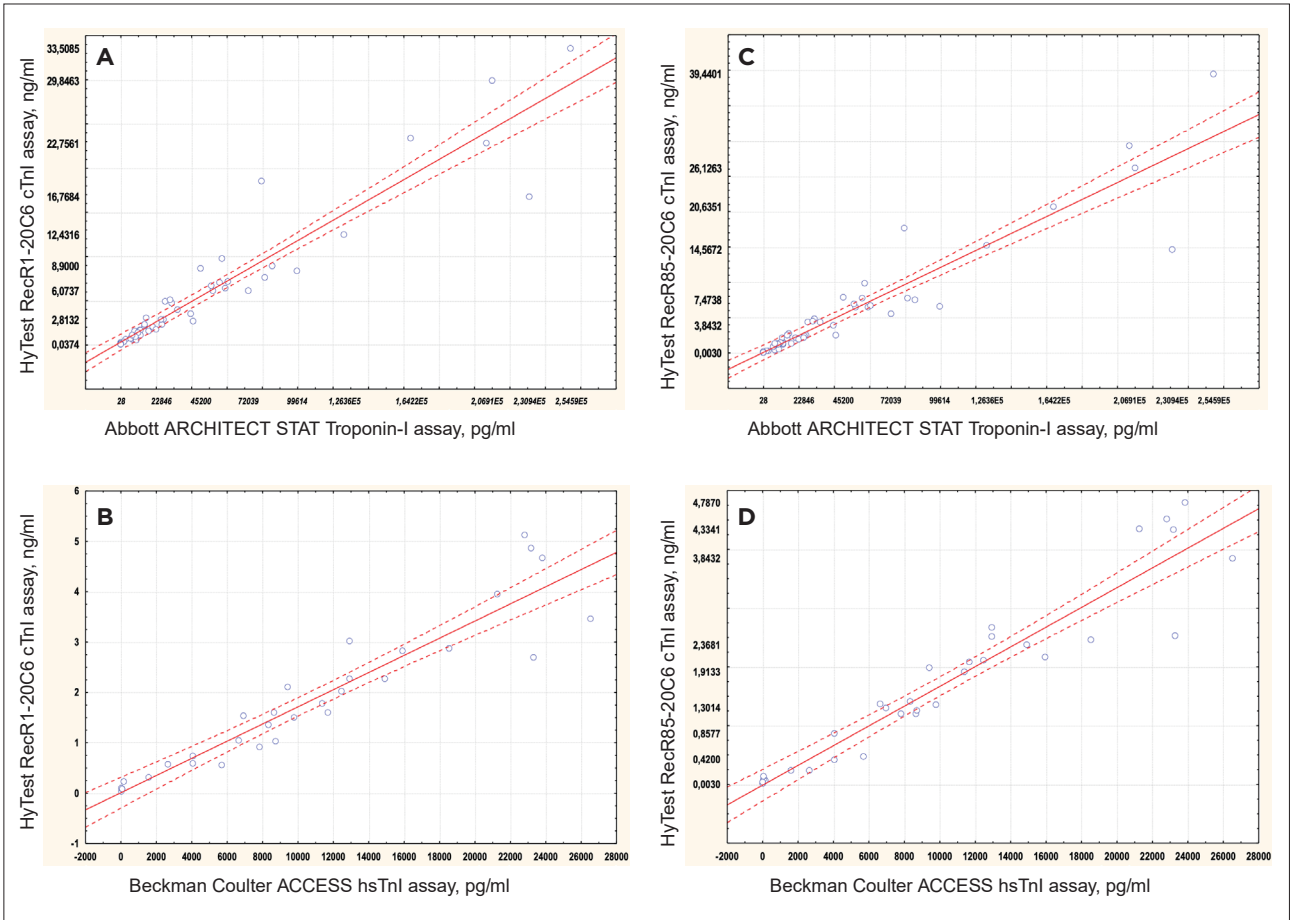 A
HyTest RecR1-20C6 cTnI assay, ng/ml
33,5085
29,8463
22,7561
16,7684
12,4316
8,9000
6,0737
2,8132
0,0374
28 22846 45200 72039 99614 1,2636E5 1,6422E5 2,0691E5 2,3094E5 2,5459E5
Abbott ARCHITECT STAT Troponin-I assay, pg/ml
C
HyTest RecR85-20C6 cTnI assay, ng/ml
39,4401
26,1263
20,6351
14,5672
7,4738
3,8432
0,0030
28 22846 45200 72039 99614 1,2636E5 1,6422E5 2,0691E5 2,3094E5 2,5459E5
Abbott ARCHITECT STAT Troponin-I assay, pg/ml
B
HyTest RecR1-20C6 cTnI assay, ng/ml
6
5
4
3
2
1
0
-1
-2000 0 2000 4000 6000 8000 10000 12000 14000 16000 18000 20000 22000 24000 26000 28000
Beckman Coulter ACCESS hsTnI assay, pg/ml
D
HyTest RecR85-20C6 cTnI assay, ng/ml
4,7870
4,3341
3,8432
2,3681
1,9133
1,3014
0,8577
0,4200
0,0030
-2000 0 2000 4000 6000 8000 10000 12000 14000 16000 18000 20000 22000 24000 26000 28000
Beckman Coulter ACCESS hsTnI assay, pg/ml